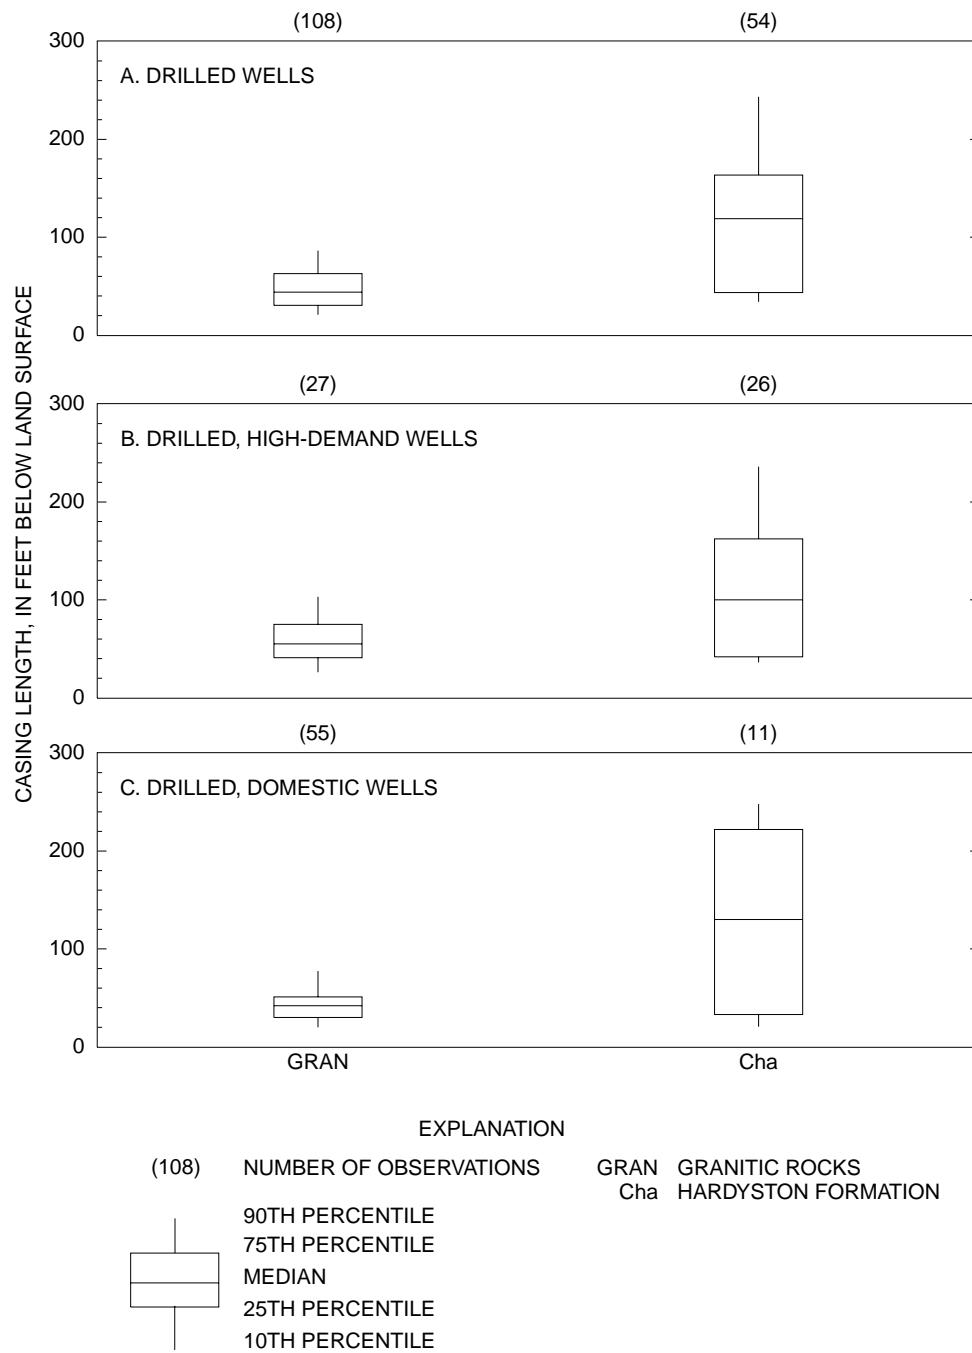 (108) (54)
300
A. DRILLED WELLS
200
100
0
(27) (26)
300
B. DRILLED, HIGH-DEMAND WELLS
200
100
0
(55) (11)
300
C. DRILLED, DOMESTIC WELLS
200
100
0
CASING LENGTH, IN FEET BELOW LAND SURFACE
GRAN Cha
EXPLANATION
(108) NUMBER OF OBSERVATIONS GRAN GRANITIC ROCKS
Cha HARDYSTON FORMATION
90TH PERCENTILE
75TH PERCENTILE
MEDIAN
25TH PERCENTILE
10TH PERCENTILE